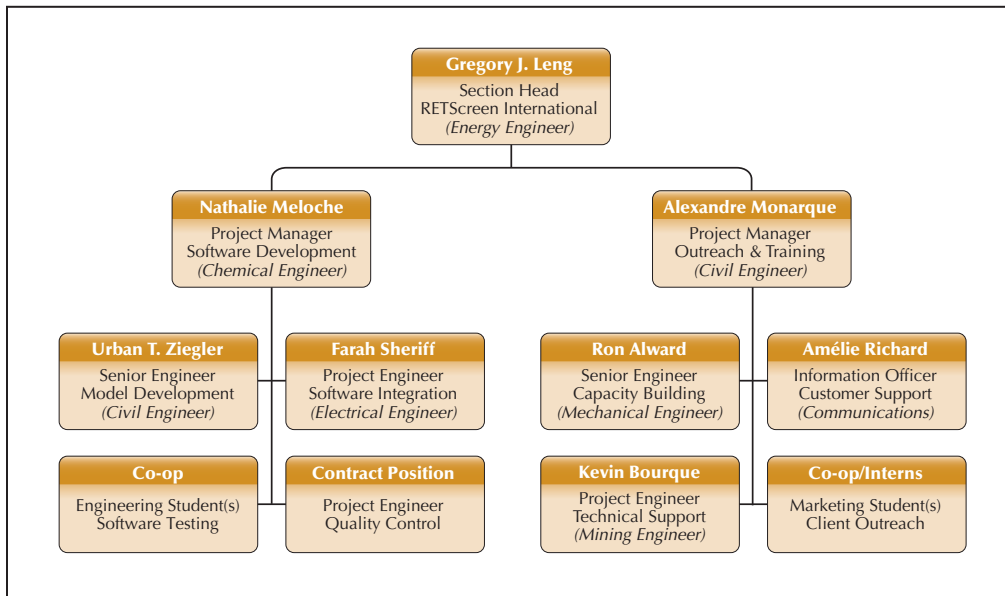 Gregory J. Leng
Section Head
RETScreen International
(Energy Engineer)
Nathalie Meloche
Project Manager
Software Development
(Chemical Engineer)
Alexandre Monarque
Project Manager
Outreach & Training
(Civil Engineer)
Urban T. Ziegler
Senior Engineer
Model Development
(Civil Engineer)
Farah Sheriff
Project Engineer
Software Integration
(Electrical Engineer)
Ron Alward
Senior Engineer
Capacity Building
(Mechanical Engineer)
Amélie Richard
Information Officer
Customer Support
(Communications)
Co-op
Engineering Student(s)
Software Testing
Contract Position
Project Engineer
Quality Control
Kevin Bourque
Project Engineer
Technical Support
(Mining Engineer)
Co-op/Interns
Marketing Student(s)
Client Outreach